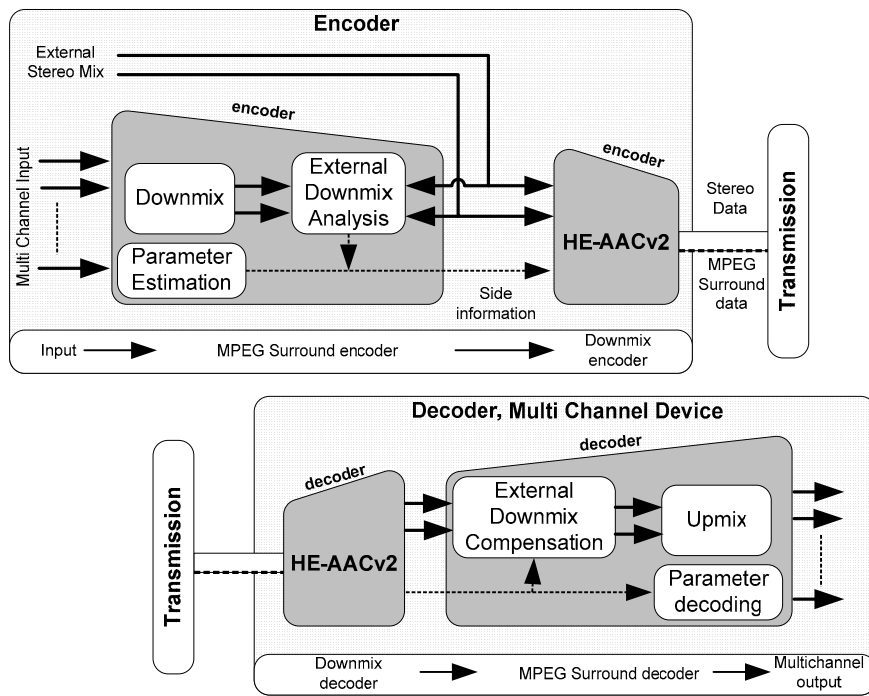 Encoder
External
Stereo Mix
encoder
Multi Channel Input
Downmix
External
Downmix
Analysis
Parameter
Estimation
Side
information
encoder
HE-AACv2
Stereo
Data
MPEG
Surround
data
Transmission
Input
MPEG Surround encoder
Downmix
encoder
Decoder, Multi Channel Device
Transmission
decoder
HE-AACv2
decoder
External
Downmix
Compensation
Upmix
Parameter
decoding
Downmix
decoder
MPEG Surround decoder
Multichannel
output